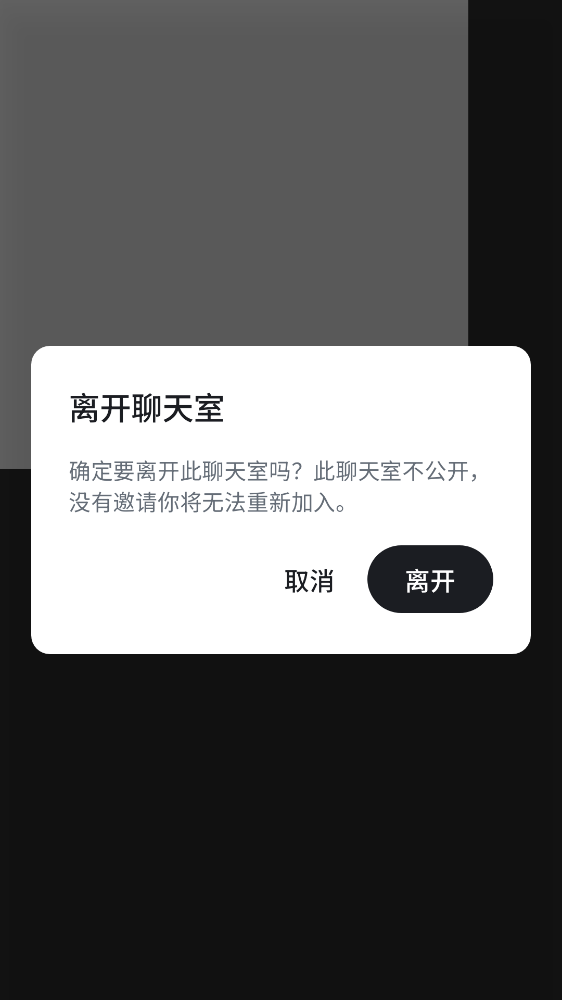 离开聊天室
确定要离开此聊天室吗？此聊天室不公开，
没有邀请你将无法重新加入。
取消
离开